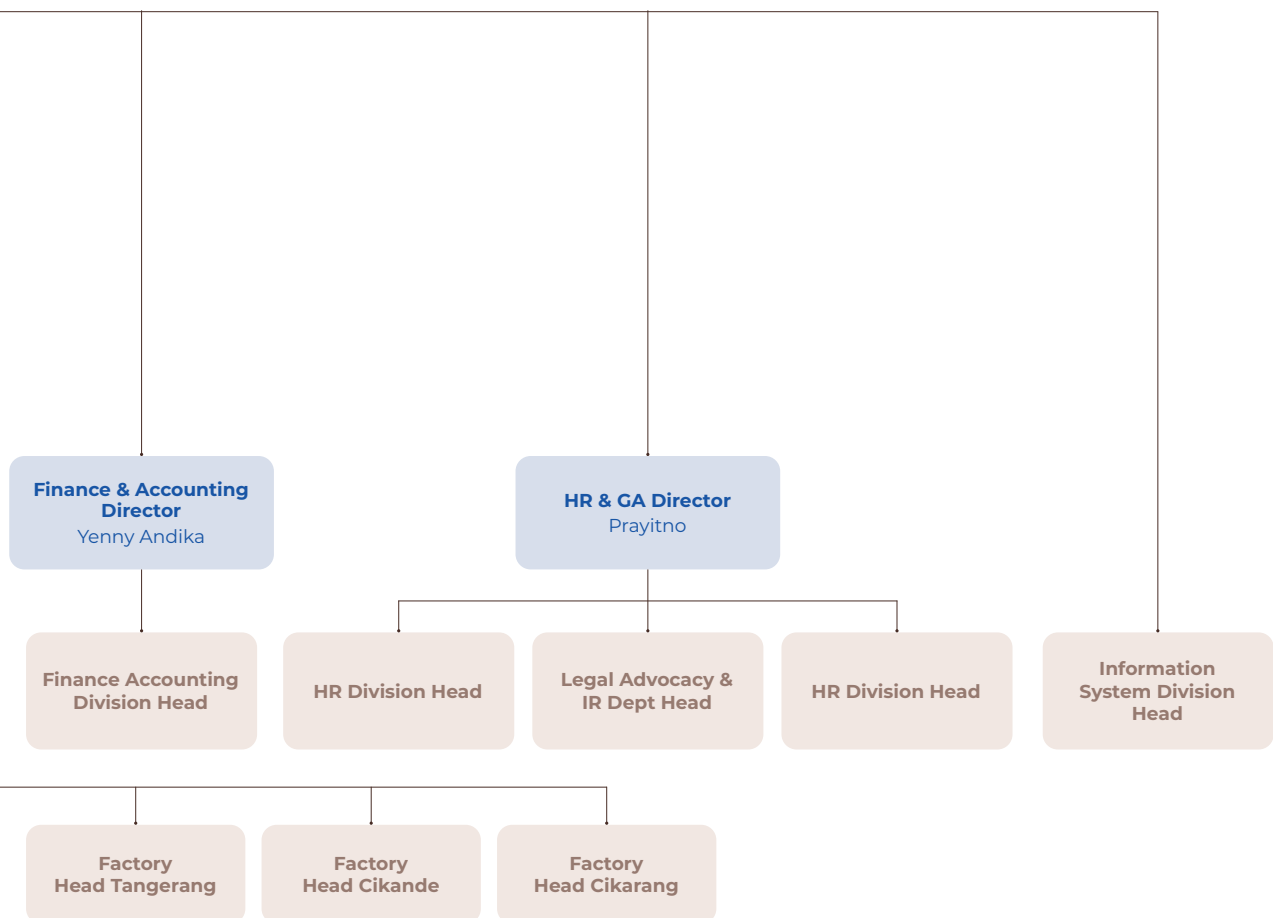 Finance & Accounting
Director
Yenny Andika
HR & GA Director
Prayitno
Finance Accounting
Division Head
HR Division Head
Legal Advocacy &
IR Dept Head
HR Division Head
Information
System Division
Head
Factory
Head Tangerang
Factory
Head Cikande
Factory
Head Cikarang